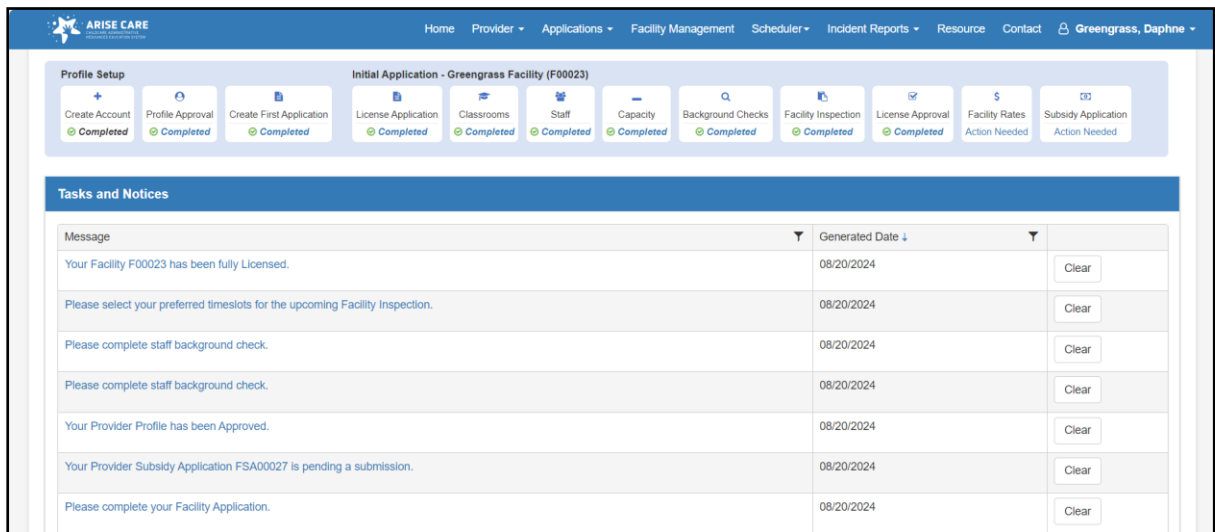 ARISE CARE
CHILDCARE ADMINISTRATIVE
RESOURCES EDUCATION SYSTEM
Home Provider Applications Facility Management Scheduler Incident Reports Resource Contact Greengrass, Daphne
Profile Setup Initial Application - Greengrass Facility (F00023)
Create Account Profile Approval Create First Application License Application Classrooms Staff Capacity Background Checks Facility Inspection License Approval Facility Rates Subsidy Application
Completed Completed Completed Completed Completed Completed Completed Completed Completed Completed Action Needed Action Needed
Tasks and Notices
Message Generated Date ↓
Your Facility F00023 has been fully Licensed. 08/20/2024 Clear
Please select your preferred timeslots for the upcoming Facility Inspection. 08/20/2024 Clear
Please complete staff background check. 08/20/2024 Clear
Please complete staff background check. 08/20/2024 Clear
Your Provider Profile has been Approved. 08/20/2024 Clear
Your Provider Subsidy Application FSA00027 is pending a submission. 08/20/2024 Clear
Please complete your Facility Application. 08/20/2024 Clear